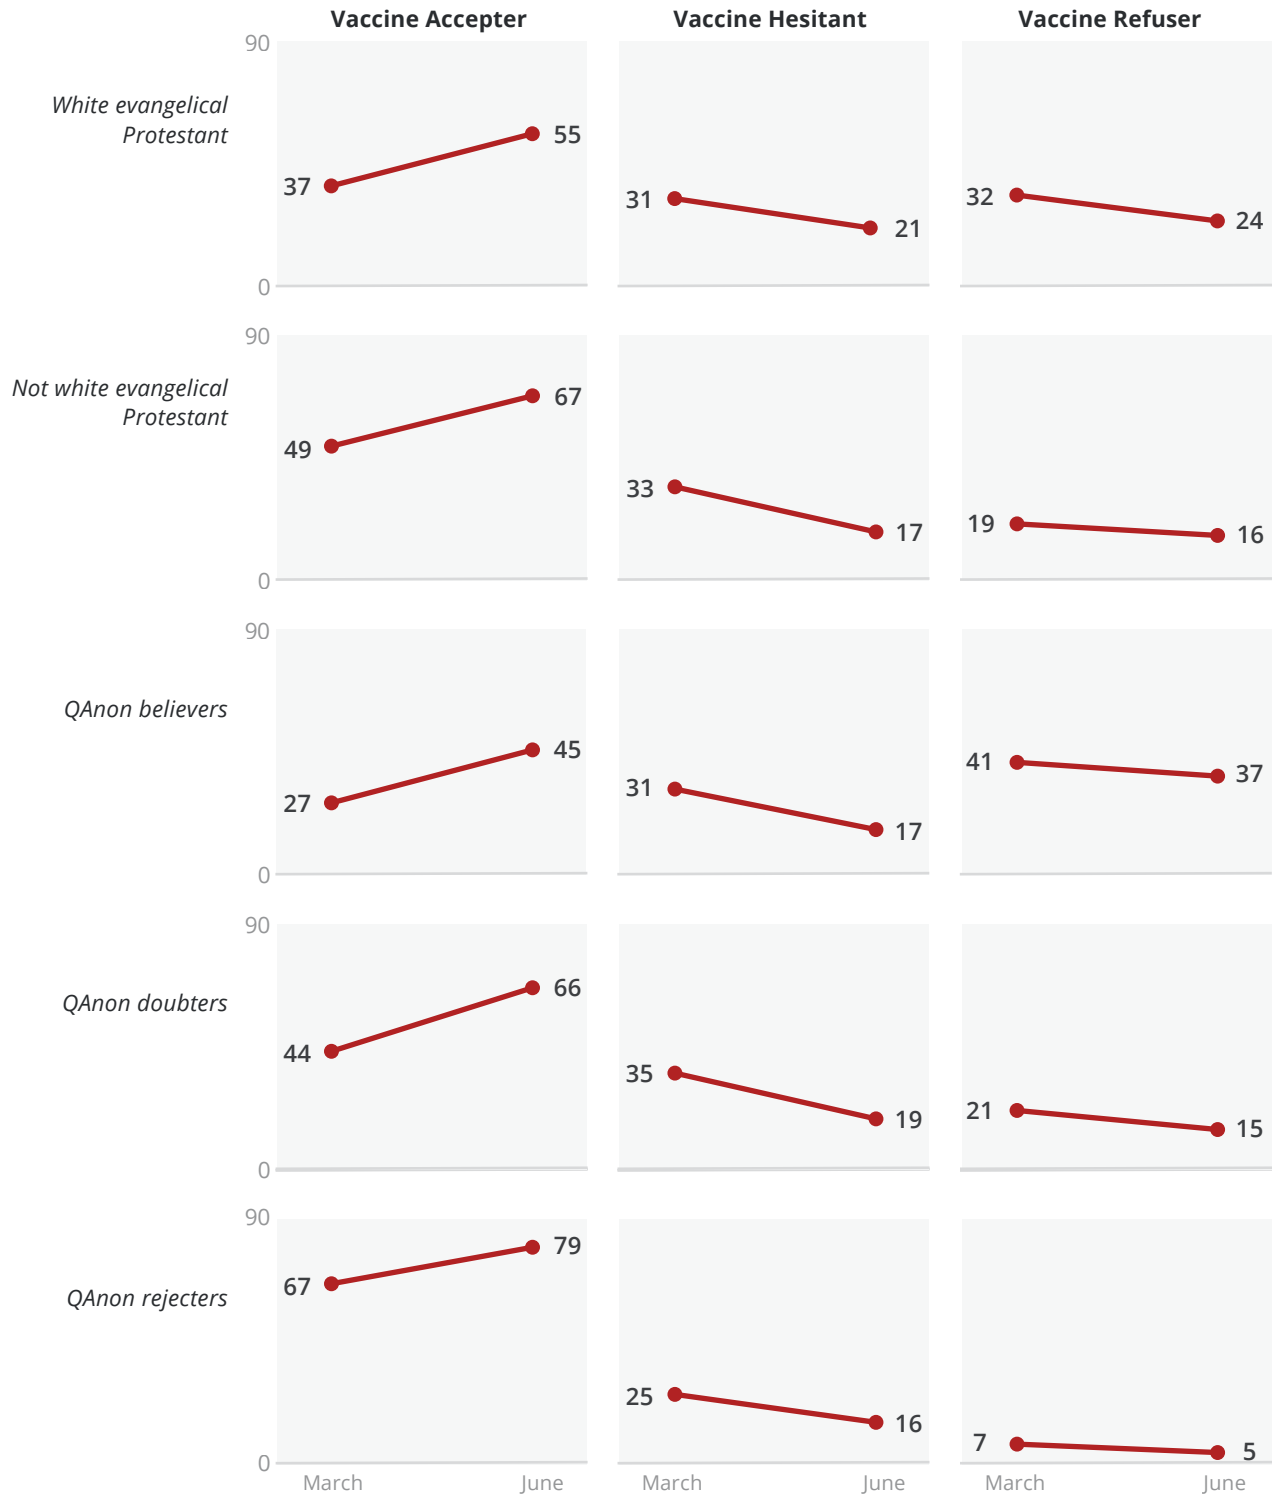 Vaccine Accepter
Vaccine Hesitant
Vaccine Refuser
90
White evangelical
Protestant
37
55
31
21
32
24
0
90
Not white evangelical
Protestant
49
67
33
17
19
16
0
90
QAnon believers
27
45
31
17
41
37
0
90
QAnon doubters
44
66
35
19
21
15
0
90
QAnon rejecters
67
79
25
16
7
5
0
March
June
March
June
March
June